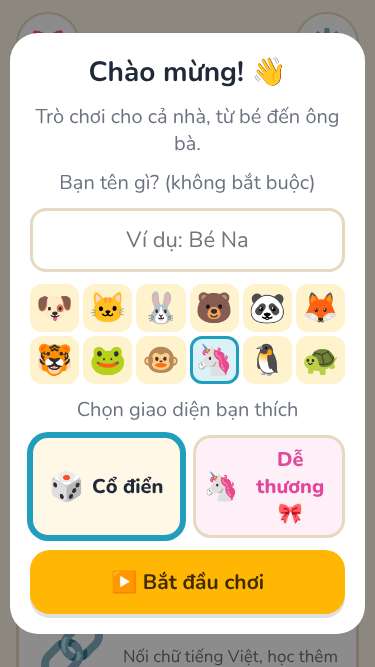 Chào mừng! 👋
Trò chơi cho cả nhà, từ bé đến ông
bà.
Bạn tên gì? (không bắt buộc)
Ví dụ: Bé Na
Chọn giao diện bạn thích
🎲 Cổ điển
🦄 Dễ
thương
🎀
▶️ Bắt đầu chơi
Nối chữ tiếng Việt, học thêm